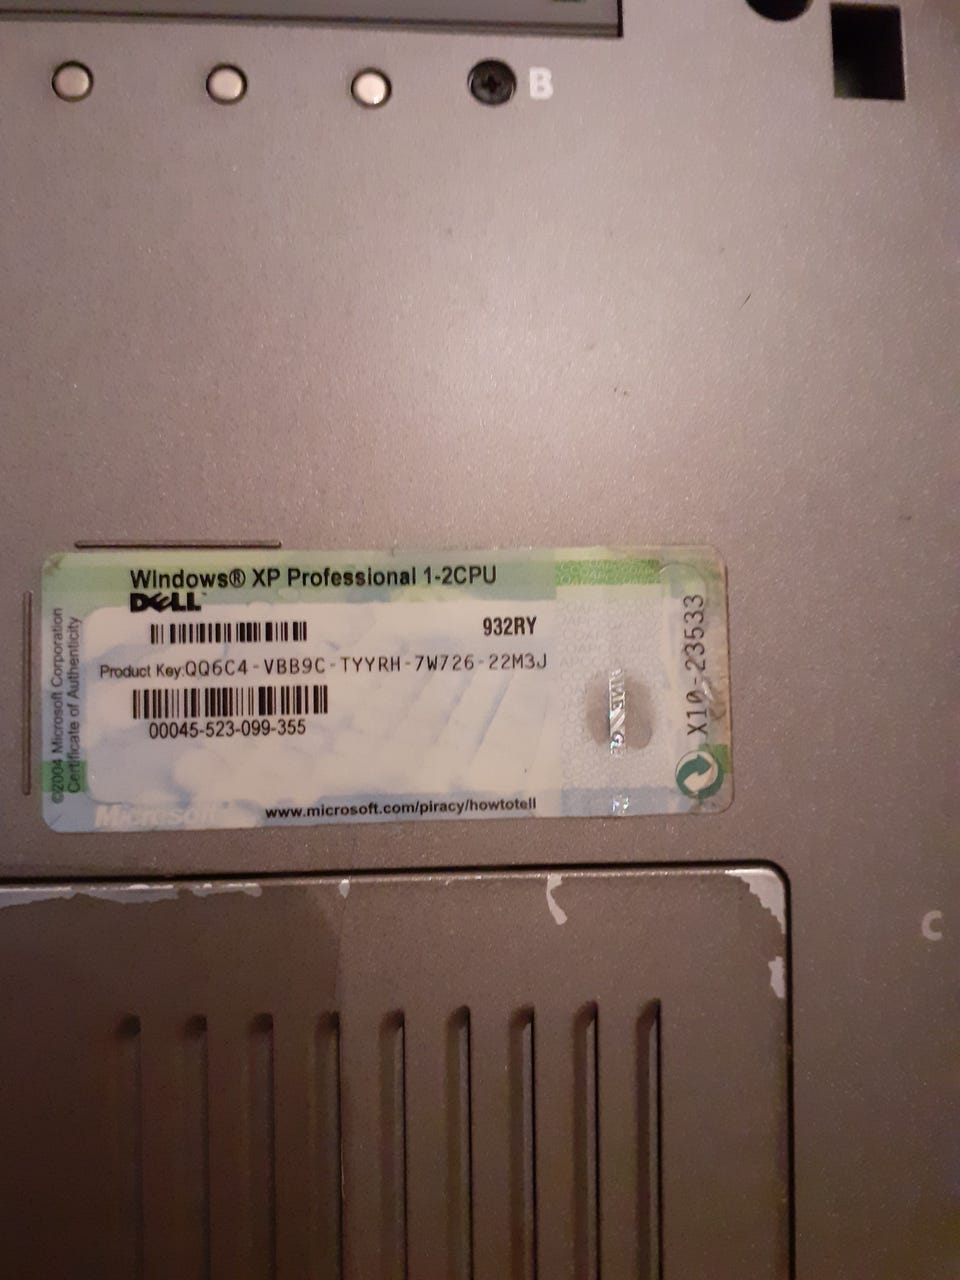 B
Windows® XP Professional 1-2CPU
DELL™
932RY
Product Key:QQ6C4-VBB9C-TYYRH-7W726-22M3J
00045-523-099-355
www.microsoft.com/piracy/howtotell
Microsoft
©2004 Microsoft Corporation
Certificate of Authenticity
X10-23533
C